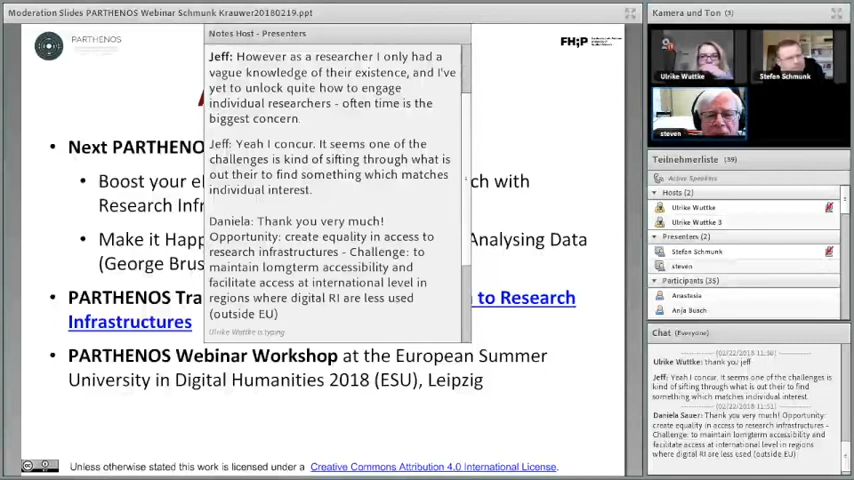 Moderation Slides PARTHENOS Webinar Schmunk Krauwer20180219.ppt
PARTHENOS
FH;P
Next PARTHENO
Boost your e
ch with
Research Infr
Make it Happ
Analysing Data
(George Brus
PARTHENOS Tra
to Research
Infrastructures
PARTHENOS Webinar Workshop at the European Summer
University in Digital Humanities 2018 (ESU), Leipzig
Unless otherwise stated this work is licensed under a Creative Commons Attribution 4.0 International License.
Notes Host - Presenters
Jeff: However as a researcher I only had a
vague knowledge of their existence, and I've
yet to unlock quite how to engage
individual researchers - often time is the
biggest concern.
Jeff: Yeah I concur. It seems one of the
challenges is kind of sifting through what is
out their to find something which matches
individual interest.
Daniela: Thank you very much!
Opportunity: create equality in access to
research infrastructures - Challenge: to
maintain lomgterm accessibility and
facilitate access at international level in
regions where digital RI are less used
(outside EU)
Ulrike Wuttke is typing
Kamera und Ton (3)
Ulrike Wuttke
Stefan Schmunk
steven
Teilnehmerliste (39)
Active Speakers
Hosts (2)
Ulrike Wuttke
Ulrike Wuttke 3
Presenters (2)
Stefan Schmunk
steven
Participants (35)
Anastasia
Anja Busch
Chat (Everyone)
Ulrike Wuttke: thank you jeff
Jeff: Yeah I concur. It seems one of the challenges is kind
of sifting through what is out their to find
something which matches individual interest.
(02/22/2018 11:51)
Daniela Sauer: Thank you very much! Opportunity:
create equality in access to research infrastructures -
Challenge: to maintain lomgterm accessibility and
facilitate access at international level in regions
where digital RI are less used (outside EU)